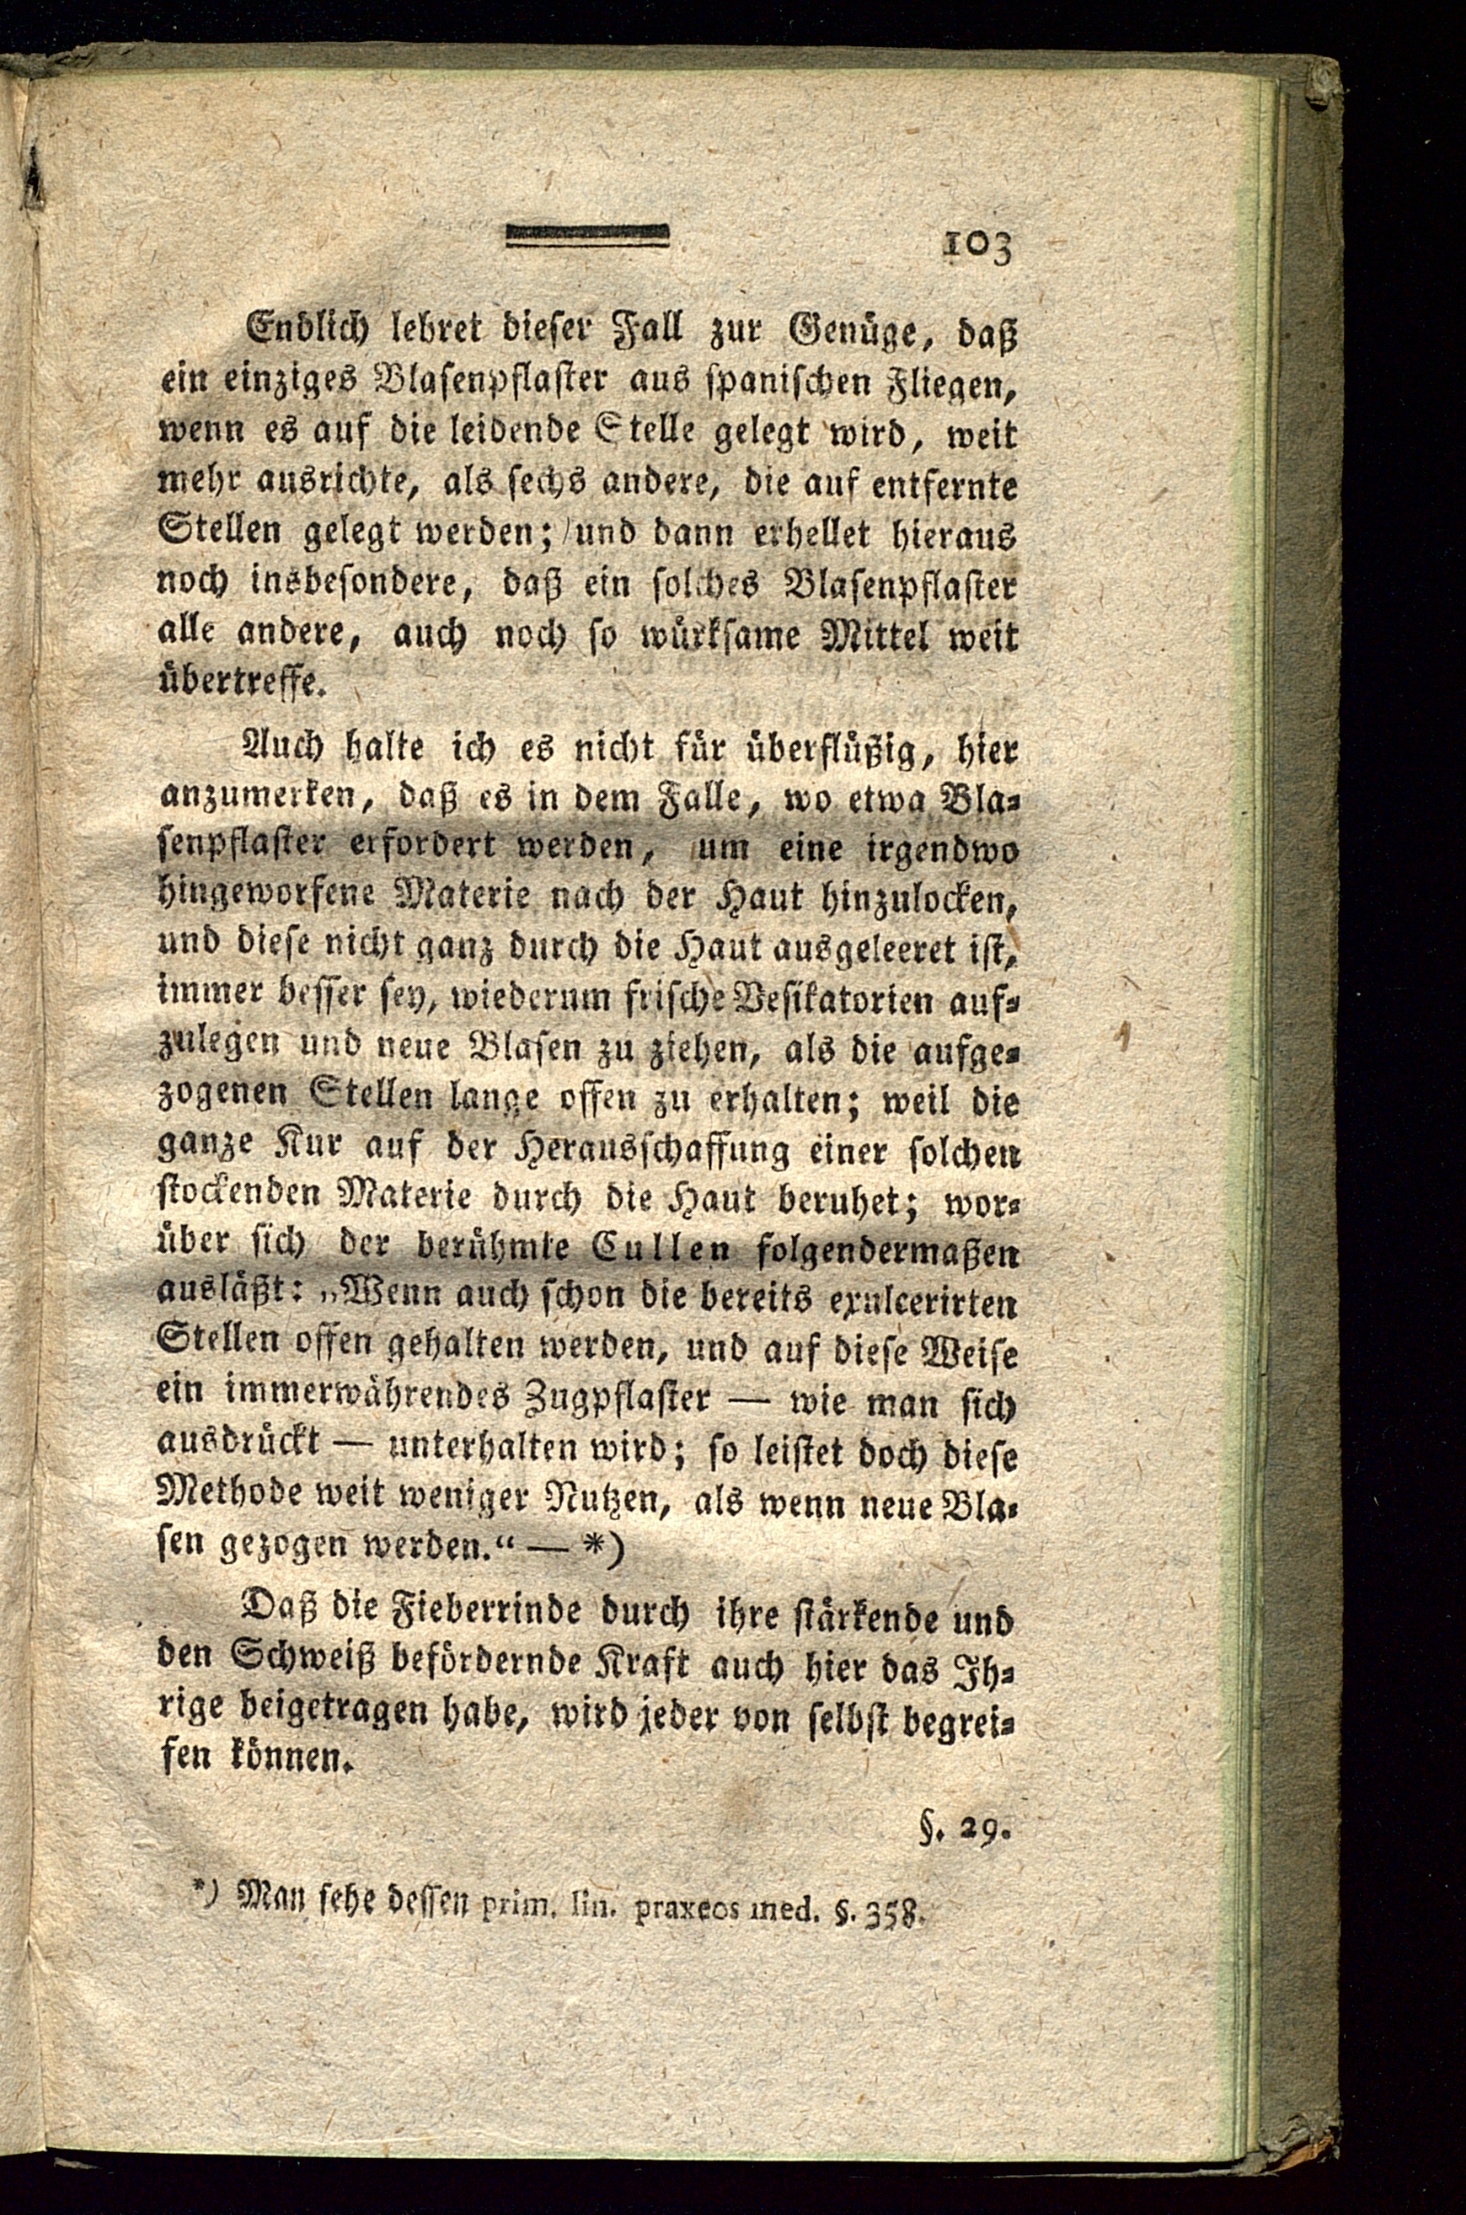 103
Endlich lehret dieser Fall zur Genüge, daß
ein einziges Blasenpflaster aus spanischen Fliegen,
wenn es auf die leidende Stelle gelegt wird, weit
mehr ausrichte, als sechs andere, die auf entfernte
Stellen gelegt werden; und dann erhellet hieraus
noch insbesondere, daß ein solches Blasenpflaster
alle andere, auch noch so würksame Mittel weit
übertreffe.
Auch halte ich es nicht für überflüßig, hier
anzumerken, daß es in dem Falle, wo etwa Bla-
senpflaster erfordert werden, um eine irgendwo
hingeworfene Materie nach der Haut hinzulocken,
und diese nicht ganz durch die Haut ausgeleeret ist,
immer besser sey, wiederum frische Vesikatorien auf-
zulegen und neue Blasen zu ziehen, als die aufge-
zogenen Stellen lange offen zu erhalten; weil die
ganze Kur auf der Herausschaffung einer solchen
stockenden Materie durch die Haut beruhet; wor-
über sich der berühmte Cullen folgendermaßen
ausläßt: „Wenn auch schon die bereits exulcerirten
Stellen offen gehalten werden, und auf diese Weise
ein immerwährendes Zugpflaster — wie man sich
ausdrückt — unterhalten wird; so leistet doch diese
Methode weit weniger Nutzen, als wenn neue Bla-
sen gezogen werden.“ — *)
Daß die Fieberrinde durch ihre stärkende und
den Schweiß befördernde Kraft auch hier das Ih-
rige beigetragen habe, wird jeder von selbst begrei-
fen können.
§. 29.
*) Man sehe dessen prim. lin. praxeos med. §. 358.